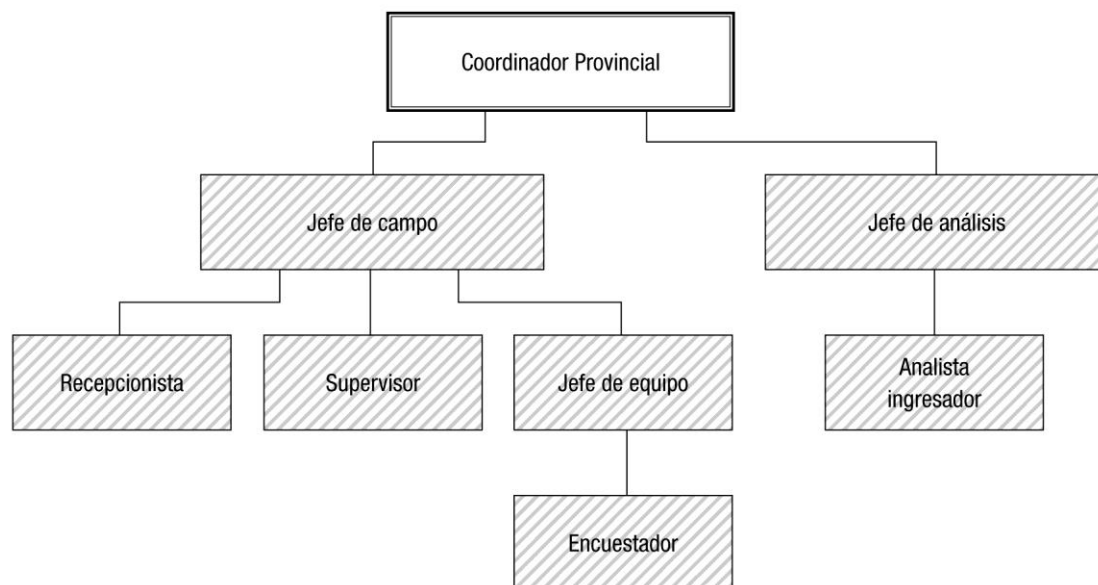 Coordinador Provincial
Jefe de campo
Jefe de análisis
Recepcionista
Supervisor
Jefe de equipo
Analista
ingresador
Encuestador